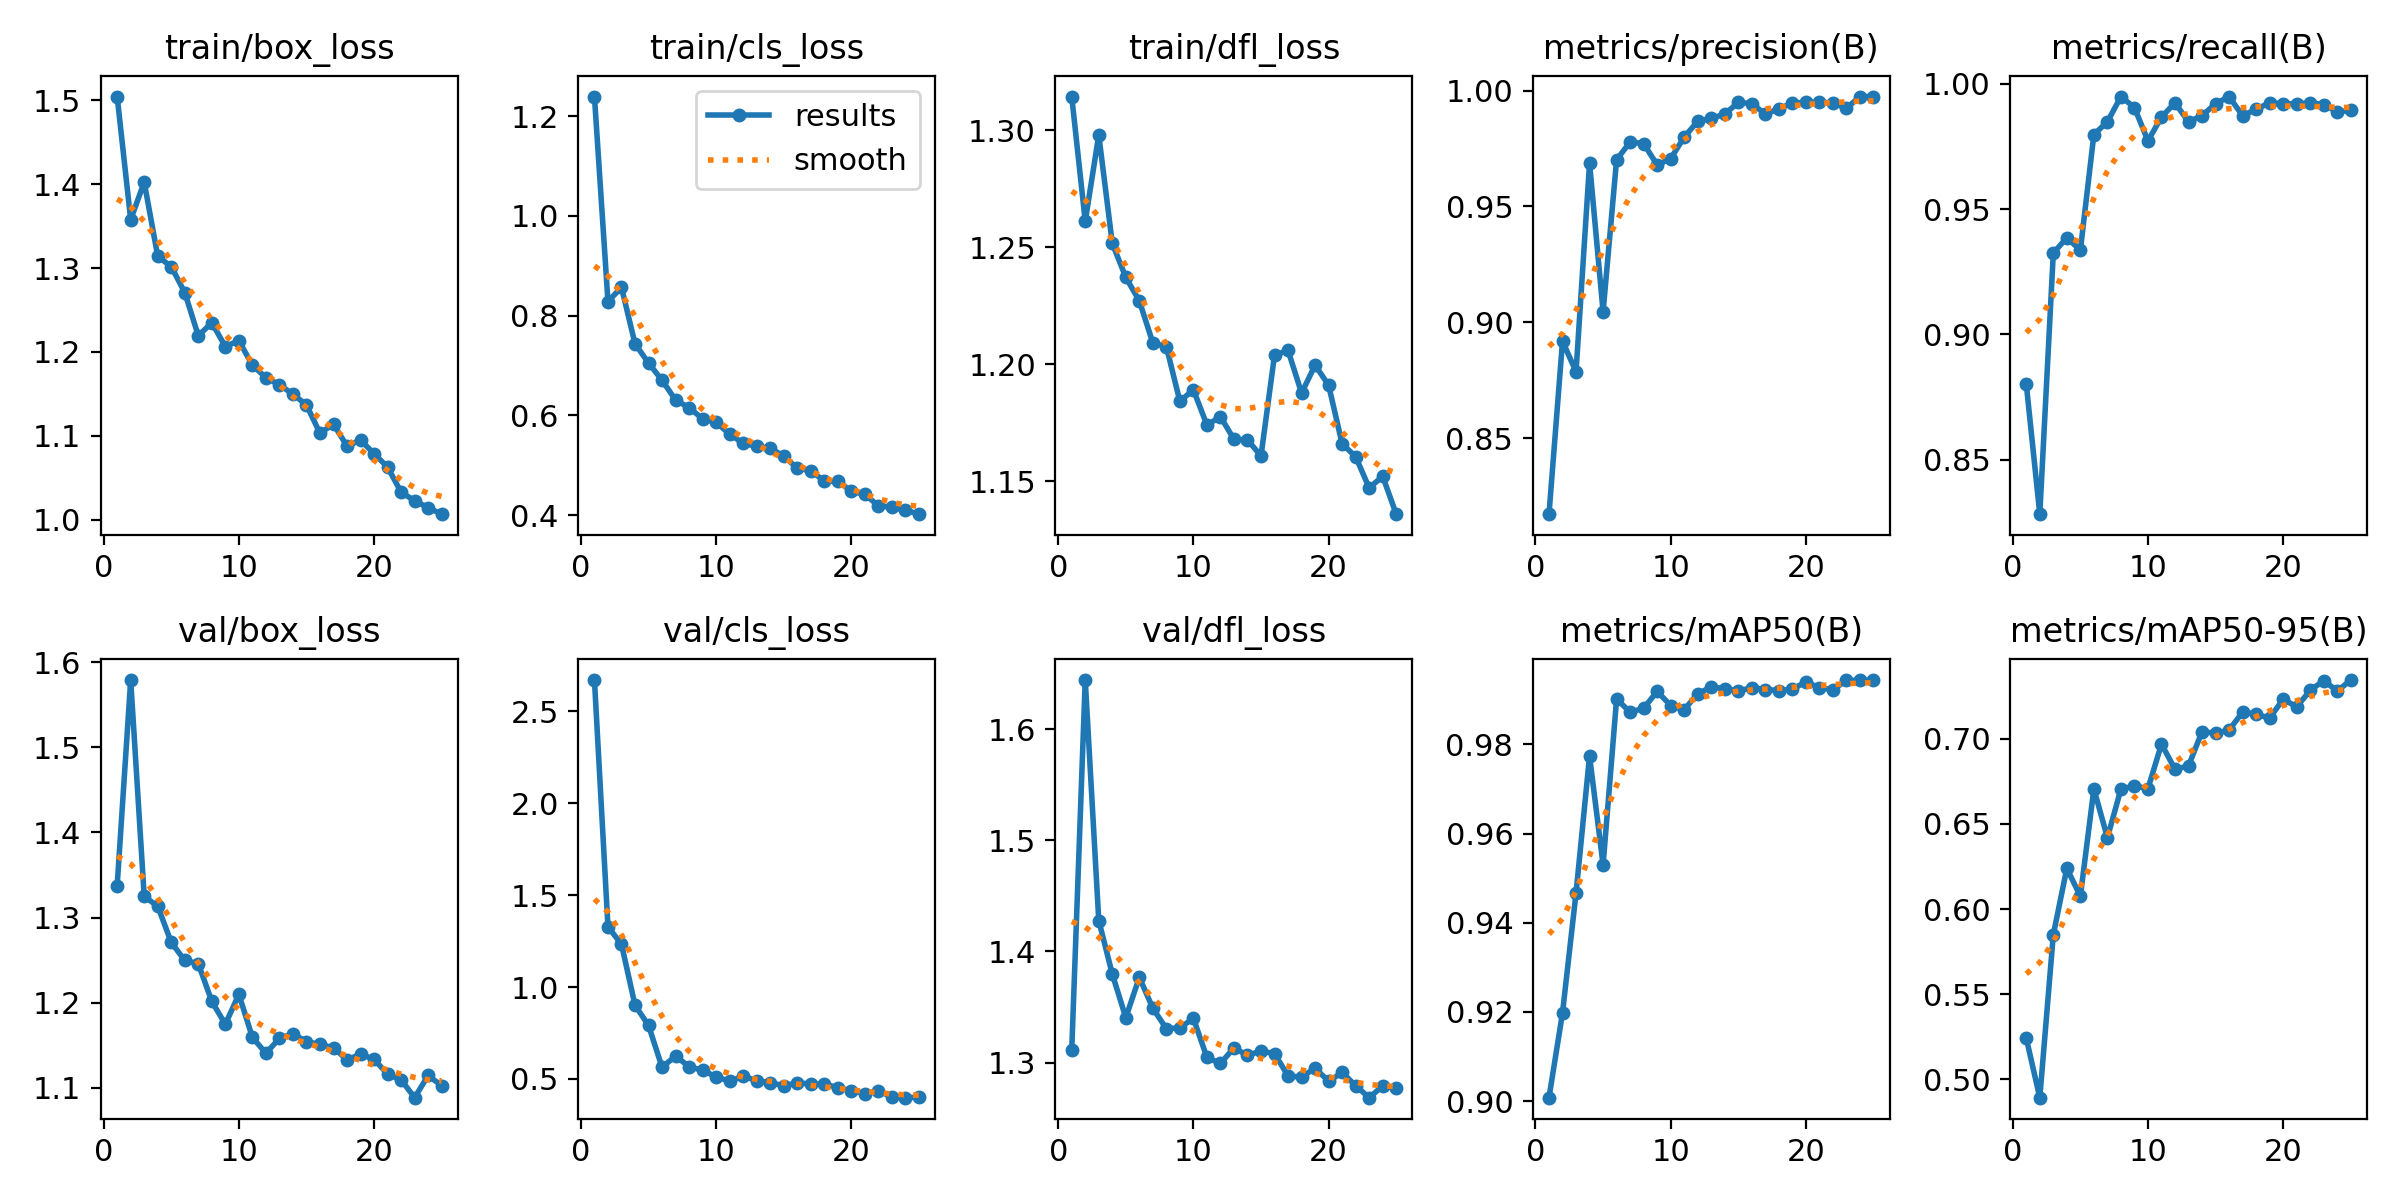 train/box_loss
1.5
1.4
1.3
1.2
1.1
1.0
0 10 20
train/cls_loss
results
smooth
1.2
1.0
0.8
0.6
0.4
0 10 20
train/dfl_loss
1.30
1.25
1.20
1.15
0 10 20
metrics/precision(B)
1.00
0.95
0.90
0.85
0 10 20
metrics/recall(B)
1.00
0.95
0.90
0.85
0 10 20
val/box_loss
1.6
1.5
1.4
1.3
1.2
1.1
0 10 20
val/cls_loss
2.5
2.0
1.5
1.0
0.5
0 10 20
val/dfl_loss
1.6
1.5
1.4
1.3
0 10 20
metrics/mAP50(B)
0.98
0.96
0.94
0.92
0.90
0 10 20
metrics/mAP50-95(B)
0.70
0.65
0.60
0.55
0.50
0 10 20